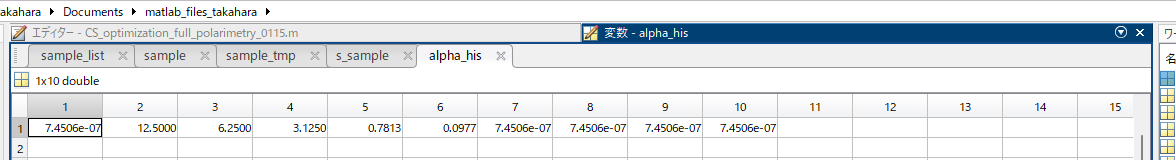 akahara ▸ Documents ▸ matlab_files_takahara ▸
エディター - CS_optimization_full_polarimetry_0115.m
変数 - alpha_his
ワー
sample_list sample sample_tmp s_sample alpha_his
名
1x10 double
1 2 3 4 5 6 7 8 9 10 11 12 13 14 15
1 7.4506e-07 12.5000 6.2500 3.1250 0.7813 0.0977 7.4506e-07 7.4506e-07 7.4506e-07 7.4506e-07
2